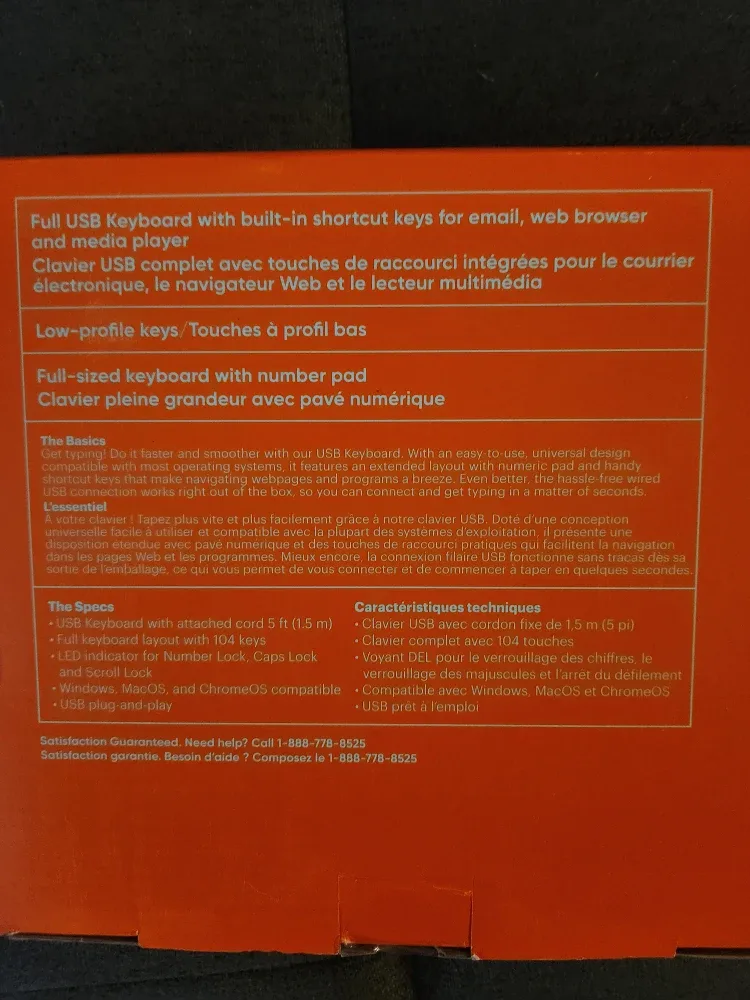 Full USB Keyboard with built-in shortcut keys for email, web browser
and media player
Clavier USB complet avec touches de raccourci intégrées pour le courrier
électronique, le navigateur Web et le lecteur multimédia
Low-profile keys/Touches à profil bas
Full-sized keyboard with number pad
Clavier pleine grandeur avec pavé numérique
The Basics
Get typing! Do it faster and smoother with our USB Keyboard. With an easy-to-use, universal design
compatible with most operating systems, it features an extended layout with numeric pad and handy
shortcut keys that make navigating webpages and programs a breeze. Even better, the hassle-free wired
USB connection works right out of the box, so you can connect and get typing in a matter of seconds.
L'essentiel
À votre clavier ! Tapez plus vite et plus facilement grâce à notre clavier USB. Doté d'une conception
universelle facile à utiliser et compatible avec la plupart des systèmes d'exploitation, il présente une
disposition étendue avec pavé numérique et des touches de raccourci pratiques qui facilitent la navigation
dans les pages Web et les programmes. Mieux encore, la connexion filaire USB fonctionne sans tracas dès sa
sortie de l'emballage, ce qui vous permet de vous connecter et de commencer à taper en quelques secondes.
The Specs
• USB Keyboard with attached cord 5 ft (1.5 m)
• Full keyboard layout with 104 keys
• LED indicator for Number Lock, Caps Lock
and Scroll Lock
• Windows, MacOS, and ChromeOS compatible
• USB plug-and-play
Caractéristiques techniques
• Clavier USB avec cordon fixe de 1,5 m (5 pi)
• Clavier complet avec 104 touches
• Voyant DEL pour le verrouillage des chiffres, le
verrouillage des majuscules et l'arrêt du défilement
• Compatible avec Windows, MacOS et ChromeOS
• USB prêt à l'emploi
Satisfaction Guaranteed. Need help? Call 1-888-778-8525
Satisfaction garantie. Besoin d'aide ? Composez le 1-888-778-8525